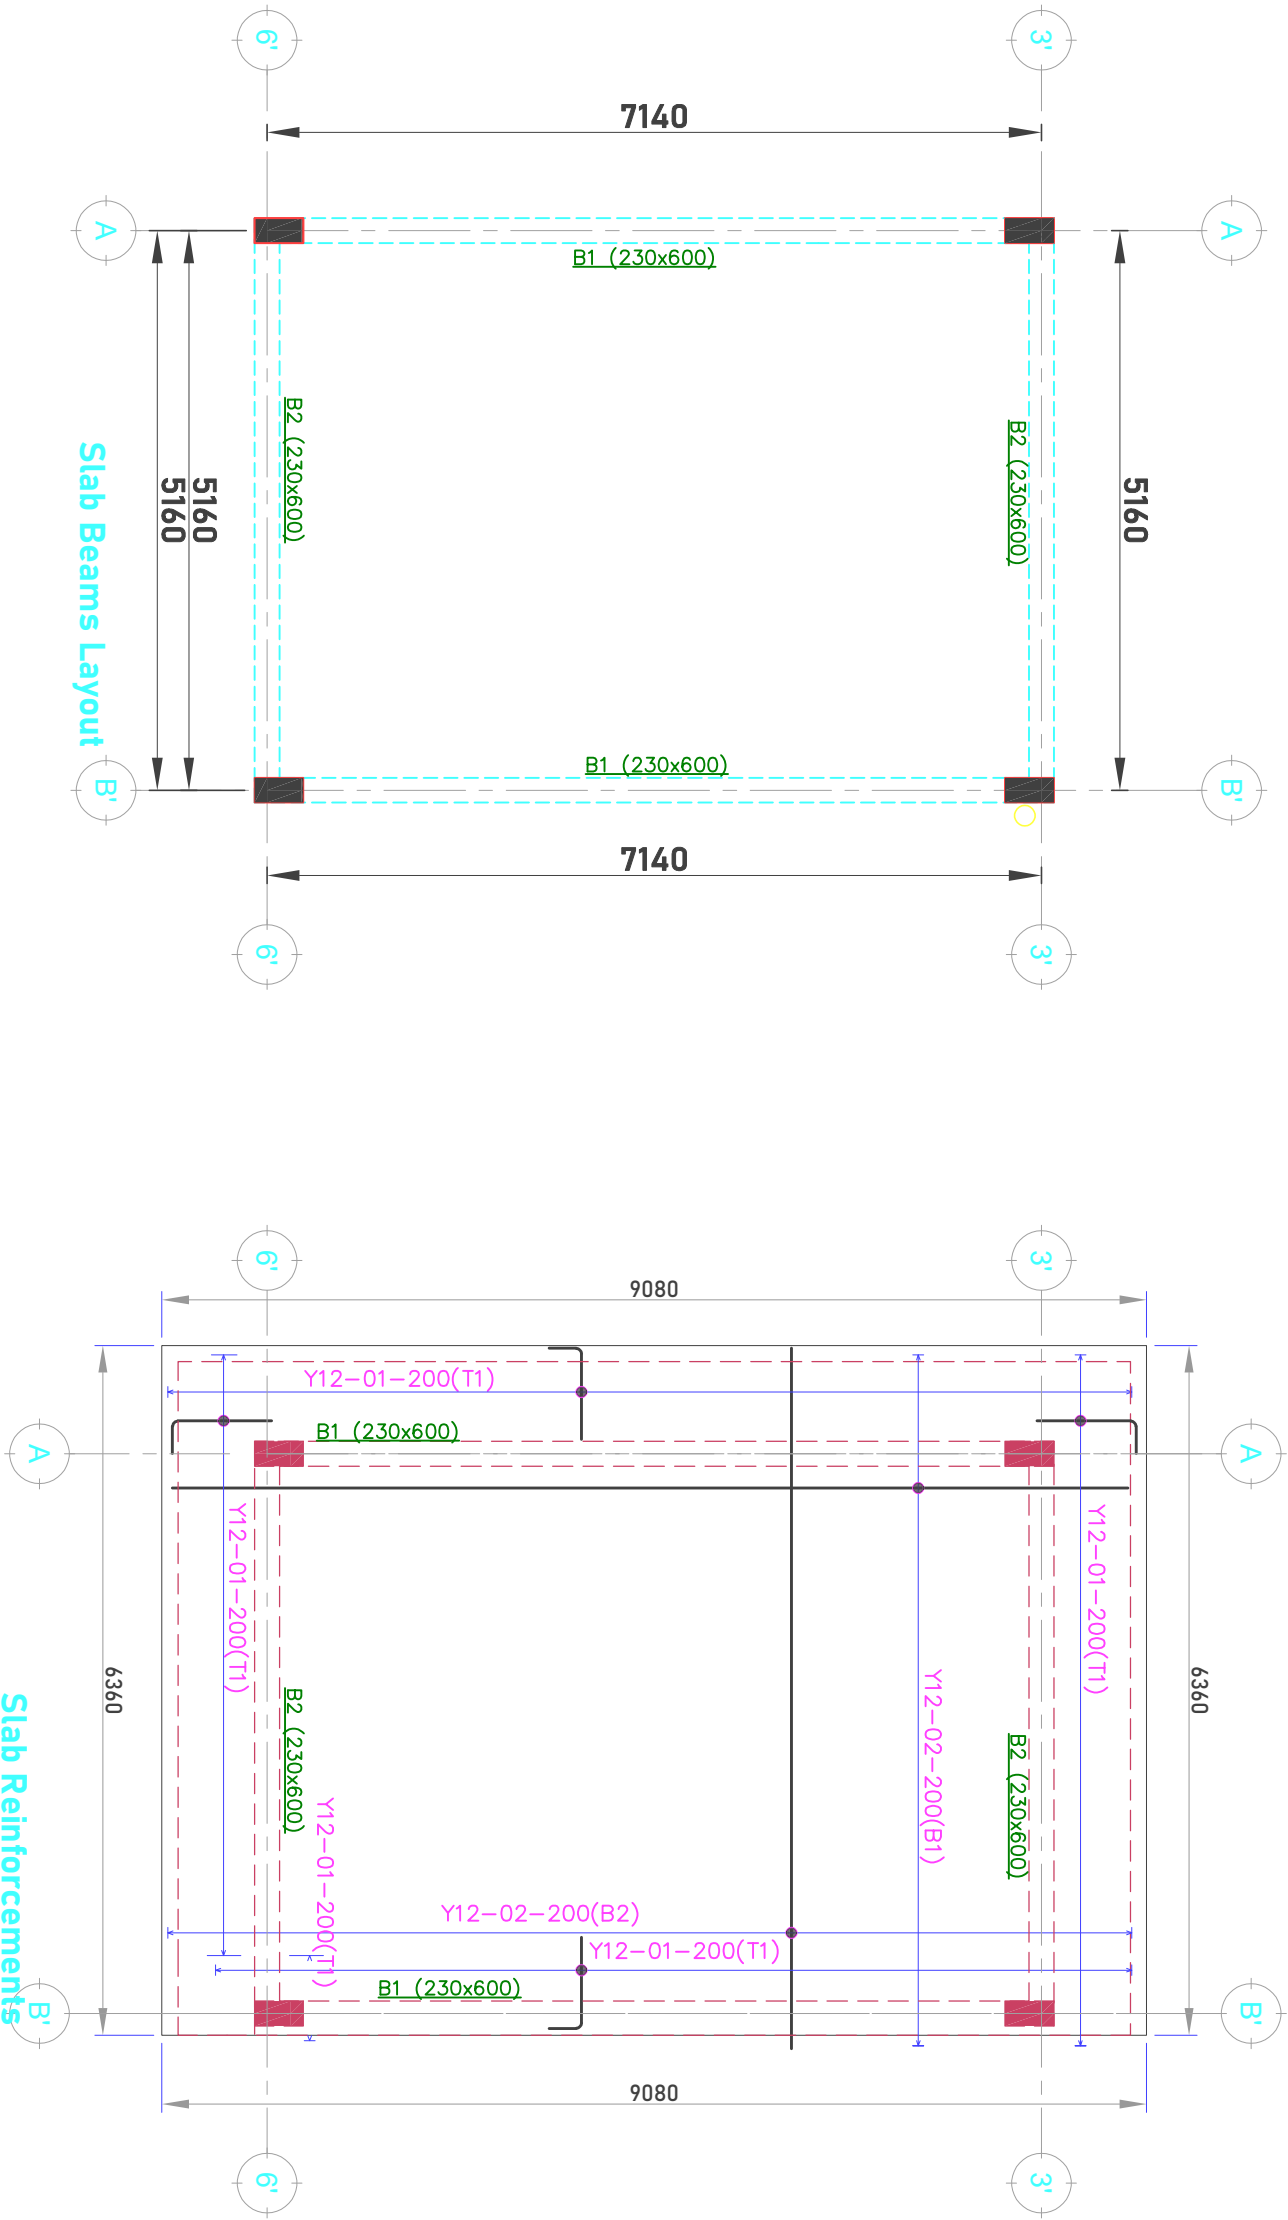 6'
3'
7140
A
A
B1 (230x600)
B2 (230x600)
B2 (230x600)
5160
5160
5160
Slab Beams Layout
B1 (230x600)
B'
B'
7140
6'
3'
6'
3'
9080
Y12-01-200(T1)
B1 (230x600)
A
A
Y12-01-200(T1)
Y12-01-200(T1)
6360
6360
Y12-02-200(B1)
B2 (230x600)
B2 (230x600)
Slab Reinforcements
Y12-01-200(T1)
Y12-02-200(B2)
Y12-01-200(T1)
B1 (230x600)
B'
B'
9080
6'
3'